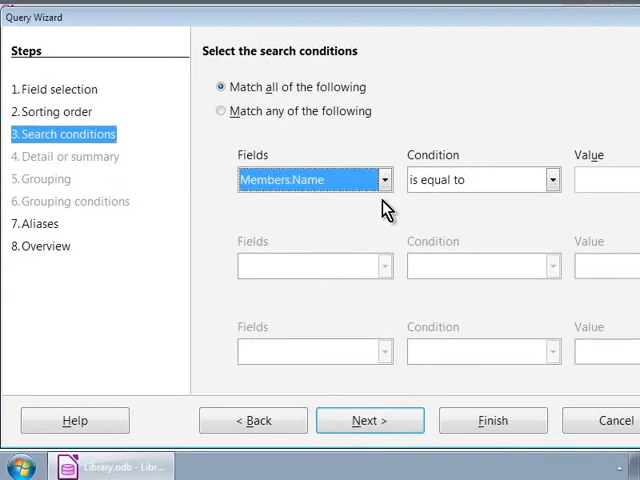 Query Wizard
Steps
1. Field selection
2. Sorting order
3. Search conditions
4. Detail or summary
5. Grouping
6. Grouping conditions
7. Aliases
8. Overview
Select the search conditions
Match all of the following
Match any of the following
Fields Condition Value
Members.Name is equal to
Fields Condition Value
Fields Condition Value
Help < Back Next > Finish Cancel
Library.odb - Libr...